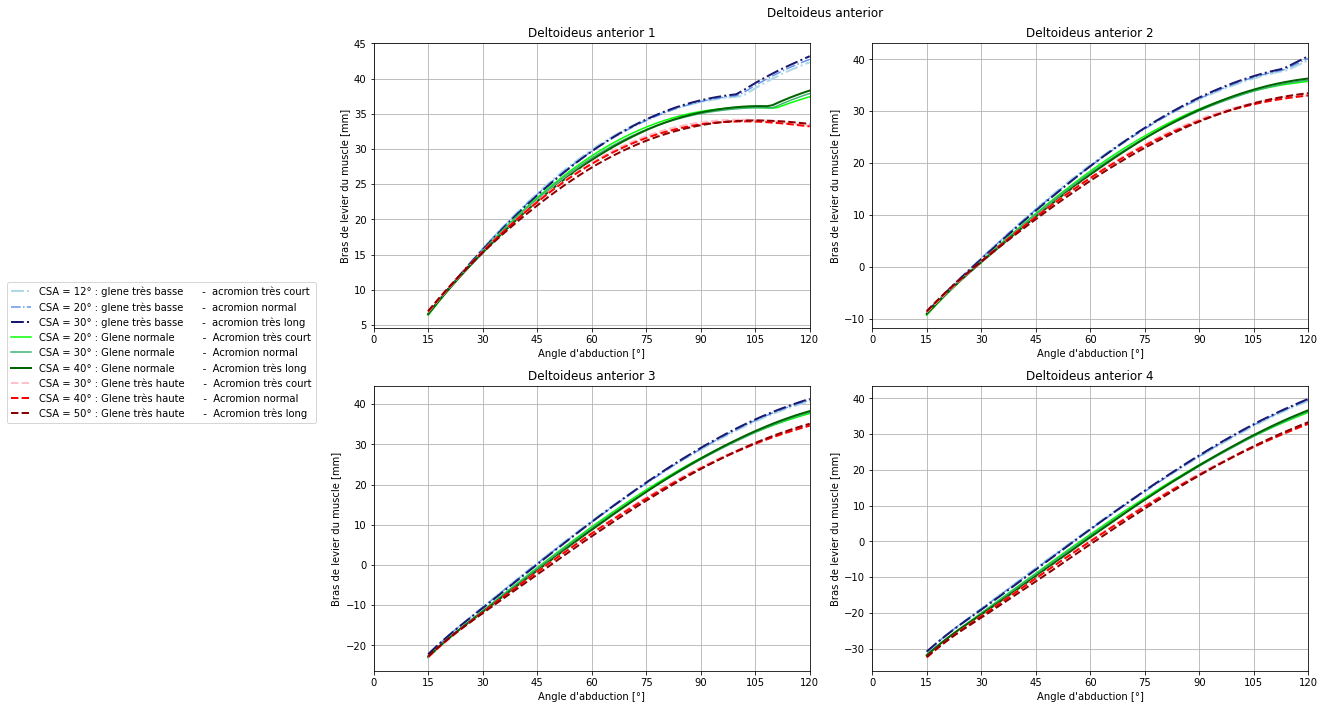 Deltoideus anterior
Deltoideus anterior 1
Bras de levier du muscle [mm]
45
40
35
30
25
20
15
10
5
0 15 30 45 60 75 90 105 120
Angle d'abduction [°]
Deltoideus anterior 2
Bras de levier du muscle [mm]
40
30
20
10
0
−10
0 15 30 45 60 75 90 105 120
Angle d'abduction [°]
CSA = 12° : glene très basse - acromion très court
CSA = 20° : glene très basse - acromion normal
CSA = 30° : glene très basse - acromion très long
CSA = 20° : Glene normale - Acromion très court
CSA = 30° : Glene normale - Acromion normal
CSA = 40° : Glene normale - Acromion très long
CSA = 30° : Glene très haute - Acromion très court
CSA = 40° : Glene très haute - Acromion normal
CSA = 50° : Glene très haute - Acromion très long
Deltoideus anterior 3
Bras de levier du muscle [mm]
40
30
20
10
0
−10
−20
0 15 30 45 60 75 90 105 120
Angle d'abduction [°]
Deltoideus anterior 4
Bras de levier du muscle [mm]
40
30
20
10
0
−10
−20
−30
0 15 30 45 60 75 90 105 120
Angle d'abduction [°]